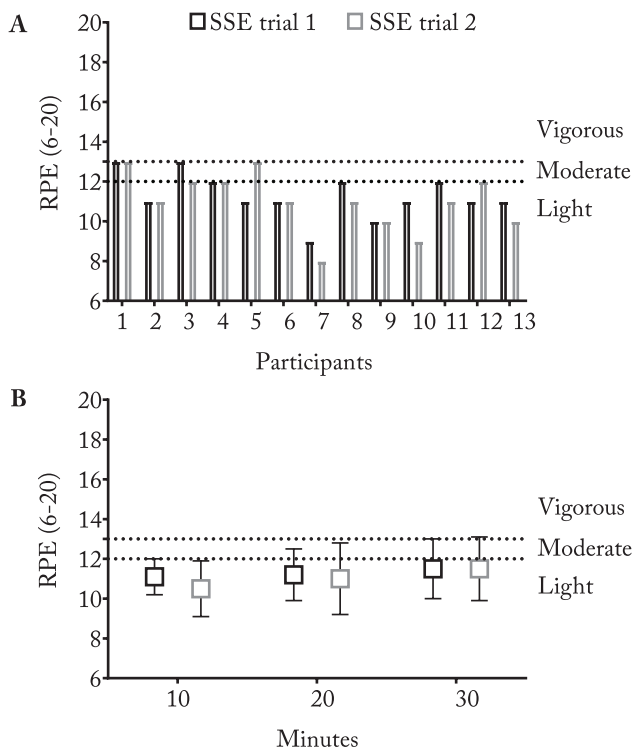 A
SSE trial 1 SSE trial 2
20
18
16
14
12
10
8
6
RPE (6-20)
Vigorous
Moderate
Light
1 2 3 4 5 6 7 8 9 10 11 12 13
Participants
B
20
18
16
14
12
10
8
6
RPE (6-20)
Vigorous
Moderate
Light
10 20 30
Minutes